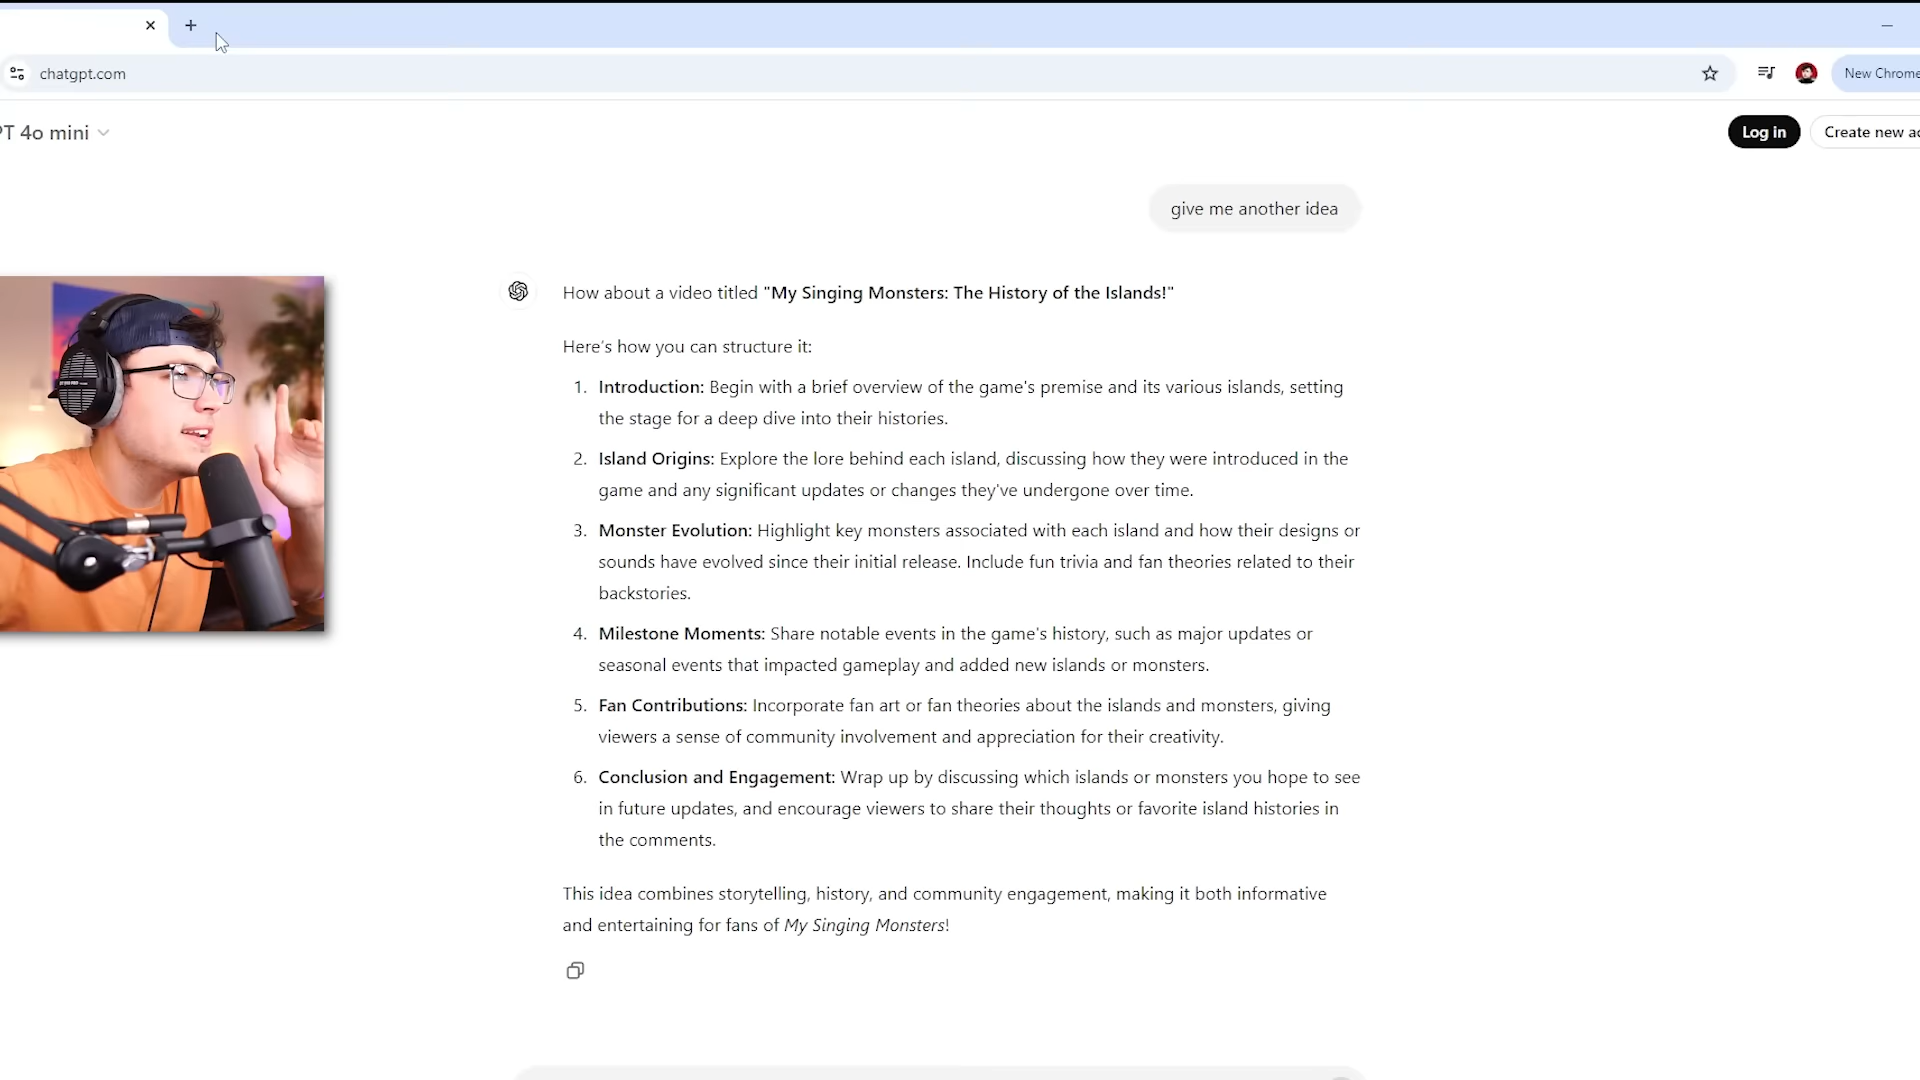 chatgpt.com
New Chrome
PT 4o mini
Log in
Create new ac
give me another idea
How about a video titled "My Singing Monsters: The History of the Islands!"
Here's how you can structure it:
1. Introduction: Begin with a brief overview of the game's premise and its various islands, setting
the stage for a deep dive into their histories.
2. Island Origins: Explore the lore behind each island, discussing how they were introduced in the
game and any significant updates or changes they've undergone over time.
3. Monster Evolution: Highlight key monsters associated with each island and how their designs or
sounds have evolved since their initial release. Include fun trivia and fan theories related to their
backstories.
4. Milestone Moments: Share notable events in the game's history, such as major updates or
seasonal events that impacted gameplay and added new islands or monsters.
5. Fan Contributions: Incorporate fan art or fan theories about the islands and monsters, giving
viewers a sense of community involvement and appreciation for their creativity.
6. Conclusion and Engagement: Wrap up by discussing which islands or monsters you hope to see
in future updates, and encourage viewers to share their thoughts or favorite island histories in
the comments.
This idea combines storytelling, history, and community engagement, making it both informative
and entertaining for fans of My Singing Monsters!